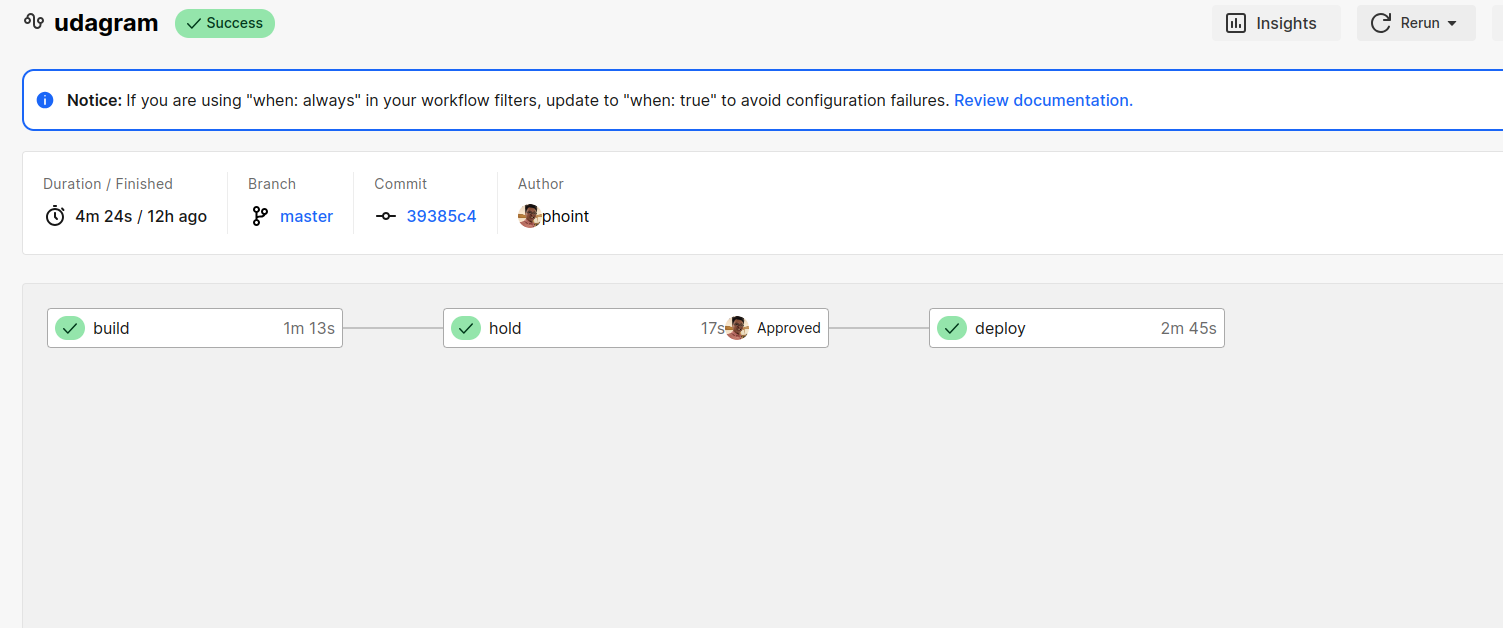 udagram Success Insights Rerun
Notice: If you are using "when: always" in your workflow filters, update to "when: true" to avoid configuration failures. Review documentation.
Duration / Finished Branch Commit Author
4m 24s / 12h ago master 39385c4 phoint
build 1m 13s hold 17s Approved deploy 2m 45s